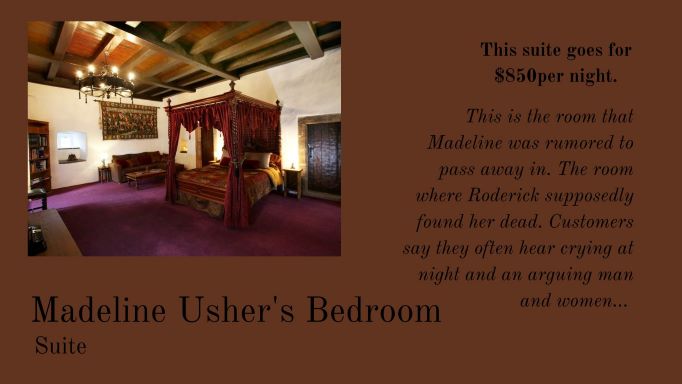 This suite goes for
$850per night.
This is the room that
Madeline was rumored to
pass away in. The room
where Roderick supposedly
found her dead. Customers
say they often hear crying at
night and an arguing man
and women...
Madeline Usher's Bedroom
Suite